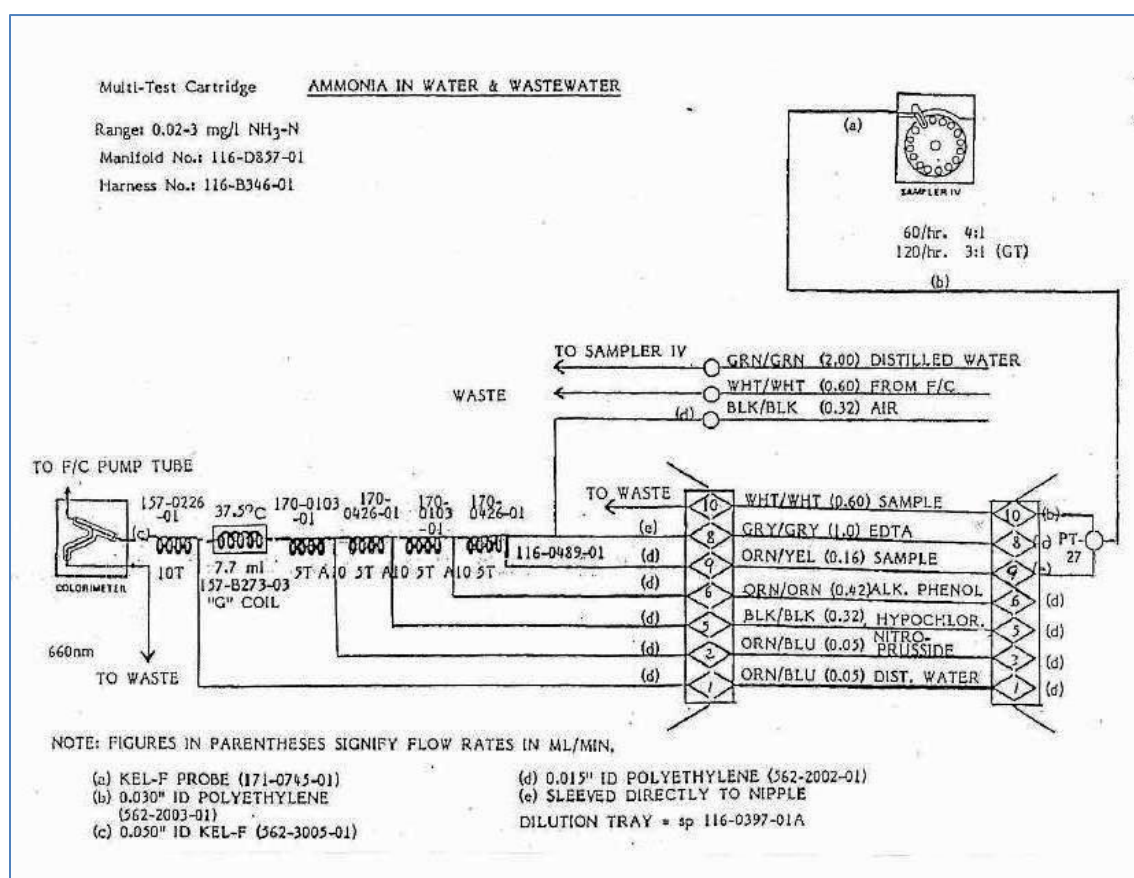 Multi-Test Cartridge AMMONIA IN WATER & WASTEWATER
Range: 0.02-3 mg/l NH3-N
Manifold No.: 116-D857-01
Harness No.: 116-B346-01
(a)
SAMPLER IV
60/hr. 4:1
120/hr. 3:1 (GT)
(b)
TO SAMPLER IV GRN/GRN (2.00) DISTILLED WATER
WASTE WHT/WHT (0.60) FROM F/C
(d) BLK/BLK (0.32) AIR
TO F/C PUMP TUBE
157-0226
-01
37.5°C
170-0103
-01
170-
0426-01
170-
0103
-01
170-
0426-01
TO WASTE 10 WHT/WHT (0.60) SAMPLE 10 (b)
(e) 8 GRY/GRY (1.0) EDTA 8
PT-
27
116-0489-01
(d) 9 ORN/YEL (0.16) SAMPLE 9
(d) 6 ORN/ORN (0.42) ALK. PHENOL 6 (d)
(d) 5 BLK/BLK (0.32) HYPOCHLOR. 5 (d)
(d) 2 ORN/BLU (0.05) NITRO-
PRUSSIDE 2 (d)
(d) 1 ORN/BLU (0.05) DIST. WATER 1 (d)
COLORIMETER
(c)
10T
7.7 ml
157-B273-03
"G" COIL
5T A10 5T A10 5T A10 5T
660nm
TO WASTE
NOTE: FIGURES IN PARENTHESES SIGNIFY FLOW RATES IN ML/MIN.
(a) KEL-F PROBE (171-0745-01)
(b) 0.030" ID POLYETHYLENE
(562-2003-01)
(c) 0.050" ID KEL-F (562-3005-01)
(d) 0.015" ID POLYETHYLENE (562-2002-01)
(e) SLEEVED DIRECTLY TO NIPPLE
DILUTION TRAY = sp 116-0397-01A